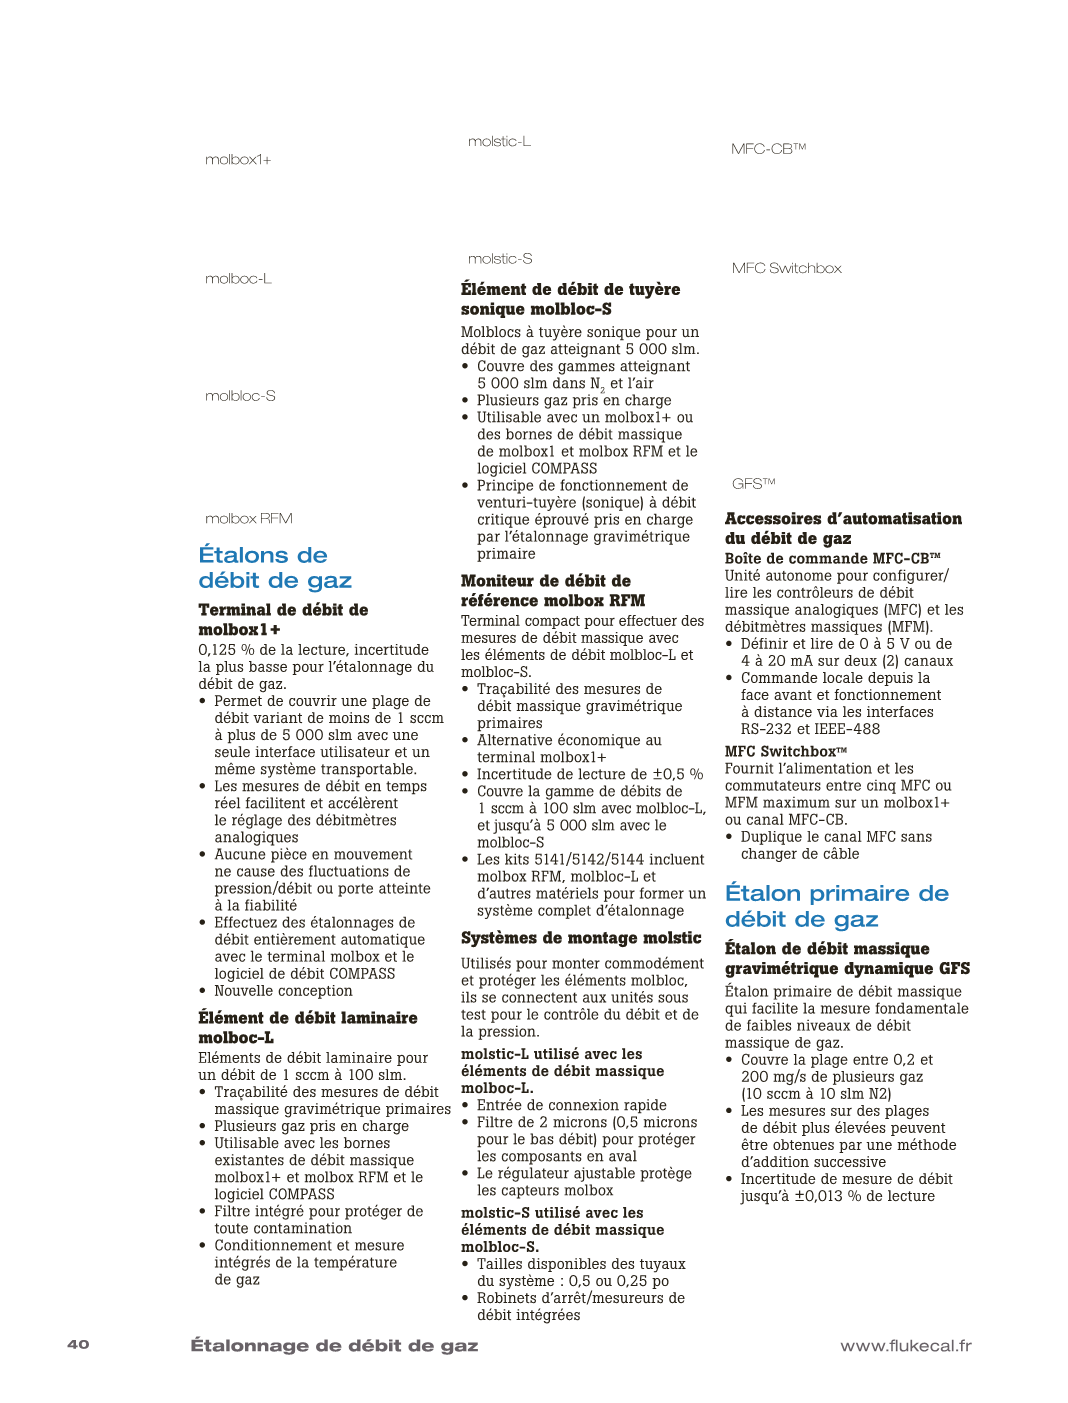 molbox1+
molboc-L
molbloc-S
molbox RFM
Étalons de
débit de gaz
Terminal de débit de
molbox1+
0,125 % de la lecture, incertitude
la plus basse pour l’étalonnage du
débit de gaz.
• Permet de couvrir une plage de
débit variant de moins de 1 sccm
à plus de 5 000 slm avec une
seule interface utilisateur et un
même système transportable.
• Les mesures de débit en temps
réel facilitent et accélèrent
le réglage des débitmètres
analogiques
• Aucune pièce en mouvement
ne cause des fluctuations de
pression/débit ou porte atteinte
à la fiabilité
• Effectuez des étalonnages de
débit entièrement automatique
avec le terminal molbox et le
logiciel de débit COMPASS
• Nouvelle conception
Élément de débit laminaire
molboc-L
Eléments de débit laminaire pour
un débit de 1 sccm à 100 slm.
• Traçabilité des mesures de débit
massique gravimétrique primaires
• Plusieurs gaz pris en charge
• Utilisable avec les bornes
existantes de débit massique
molbox1+ et molbox RFM et le
logiciel COMPASS
• Filtre intégré pour protéger de
toute contamination
• Conditionnement et mesure
intégrés de la température
de gaz
molstic-L
molstic-S
Élément de débit de tuyère
sonique molbloc-S
Molblocs à tuyère sonique pour un
débit de gaz atteignant 5 000 slm.
• Couvre des gammes atteignant
5 000 slm dans N2 et l’air
• Plusieurs gaz pris en charge
• Utilisable avec un molbox1+ ou
des bornes de débit massique
de molbox1 et molbox RFM et le
logiciel COMPASS
• Principe de fonctionnement de
venturi-tuyère (sonique) à débit
critique éprouvé pris en charge
par l’étalonnage gravimétrique
primaire
Moniteur de débit de
référence molbox RFM
Terminal compact pour effectuer des
mesures de débit massique avec
les éléments de débit molbloc-L et
molbloc-S.
• Traçabilité des mesures de
débit massique gravimétrique
primaires
• Alternative économique au
terminal molbox1+
• Incertitude de lecture de ±0,5 %
• Couvre la gamme de débits de
1 sccm à 100 slm avec molbloc-L,
et jusqu’à 5 000 slm avec le
molbloc-S
• Les kits 5141/5142/5144 incluent
molbox RFM, molbloc-L et
d’autres matériels pour former un
système complet d’étalonnage
Systèmes de montage molstic
Utilisés pour monter commodément
et protéger les éléments molbloc,
ils se connectent aux unités sous
test pour le contrôle du débit et de
la pression.
molstic-L utilisé avec les
éléments de débit massique
molboc-L.
• Entrée de connexion rapide
• Filtre de 2 microns (0,5 microns
pour le bas débit) pour protéger
les composants en aval
• Le régulateur ajustable protège
les capteurs molbox
molstic-S utilisé avec les
éléments de débit massique
molbloc-S.
• Tailles disponibles des tuyaux
du système : 0,5 ou 0,25 po
• Robinets d’arrêt/mesureurs de
débit intégrées
MFC-CB™
MFC Switchbox
GFS™
Accessoires d’automatisation
du débit de gaz
Boîte de commande MFC-CB™
Unité autonome pour configurer/
lire les contrôleurs de débit
massique analogiques (MFC) et les
débitmètres massiques (MFM).
• Définir et lire de 0 à 5 V ou de
4 à 20 mA sur deux (2) canaux
• Commande locale depuis la
face avant et fonctionnement
à distance via les interfaces
RS-232 et IEEE-488
MFC Switchbox™
Fournit l’alimentation et les
commutateurs entre cinq MFC ou
MFM maximum sur un molbox1+
ou canal MFC-CB.
• Duplique le canal MFC sans
changer de câble
Étalon primaire de
débit de gaz
Étalon de débit massique
gravimétrique dynamique GFS
Étalon primaire de débit massique
qui facilite la mesure fondamentale
de faibles niveaux de débit
massique de gaz.
• Couvre la plage entre 0,2 et
200 mg/s de plusieurs gaz
(10 sccm à 10 slm N2)
• Les mesures sur des plages
de débit plus élevées peuvent
être obtenues par une méthode
d’addition successive
• Incertitude de mesure de débit
jusqu’à ±0,013 % de lecture
40
Étalonnage de débit de gaz
www.flukecal.fr